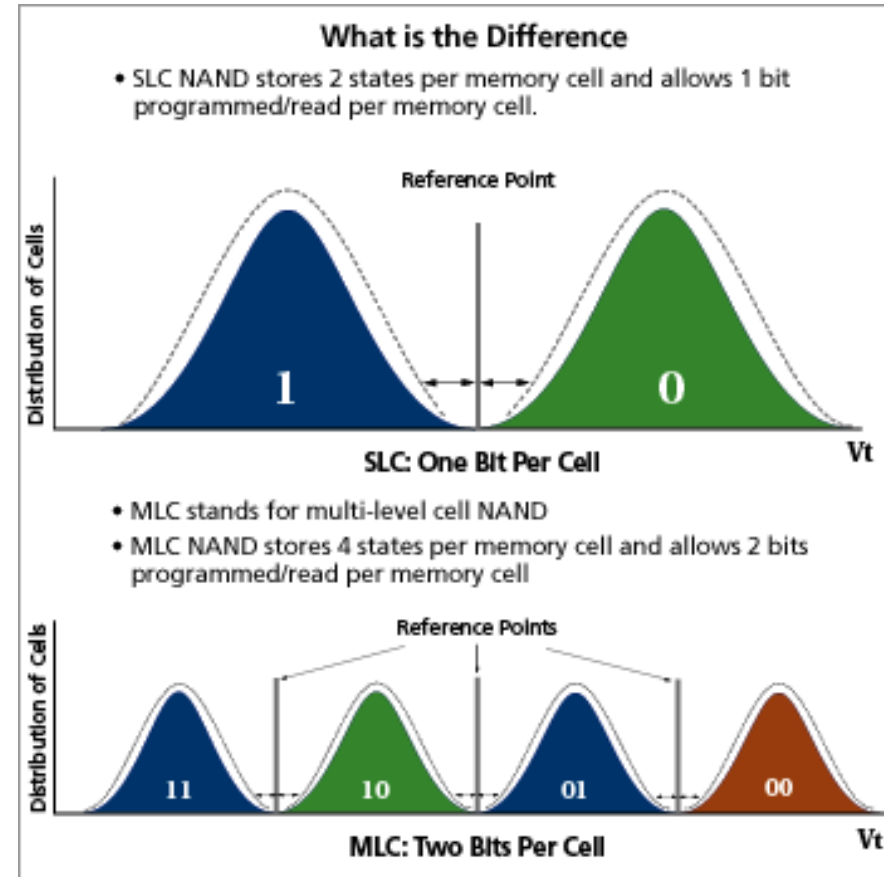 What is the Difference
• SLC NAND stores 2 states per memory cell and allows 1 bit
programmed/read per memory cell.
Reference Point
Distribution of Cells
1
0
Vt
SLC: One Bit Per Cell
• MLC stands for multi-level cell NAND
• MLC NAND stores 4 states per memory cell and allows 2 bits
programmed/read per memory cell
Reference Points
Distribution of Cells
11
10
01
00
Vt
MLC: Two Bits Per Cell